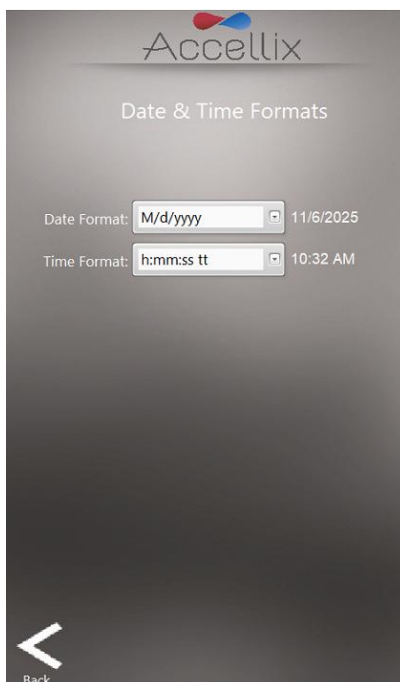 Accellix
Date & Time Formats
Date Format: M/d/yyyy 11/6/2025
Time Format: h:mm:ss tt 10:32 AM
Back